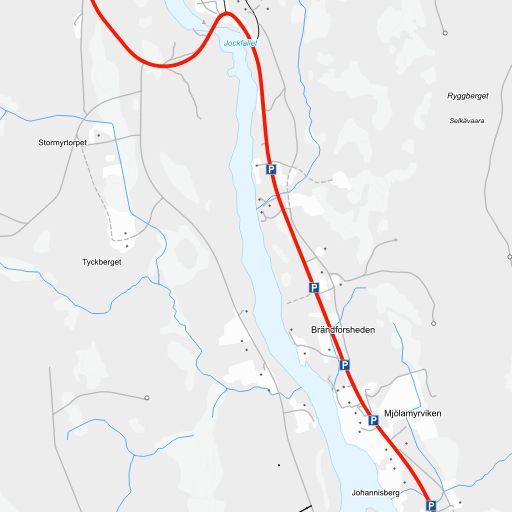 Jockfallet
Ryggberget
Selkävaara
Stormyrtorpet
P
Tyckberget
P
Brändforsheden
P
Mjölamyrviken
P
Johannisberg
P